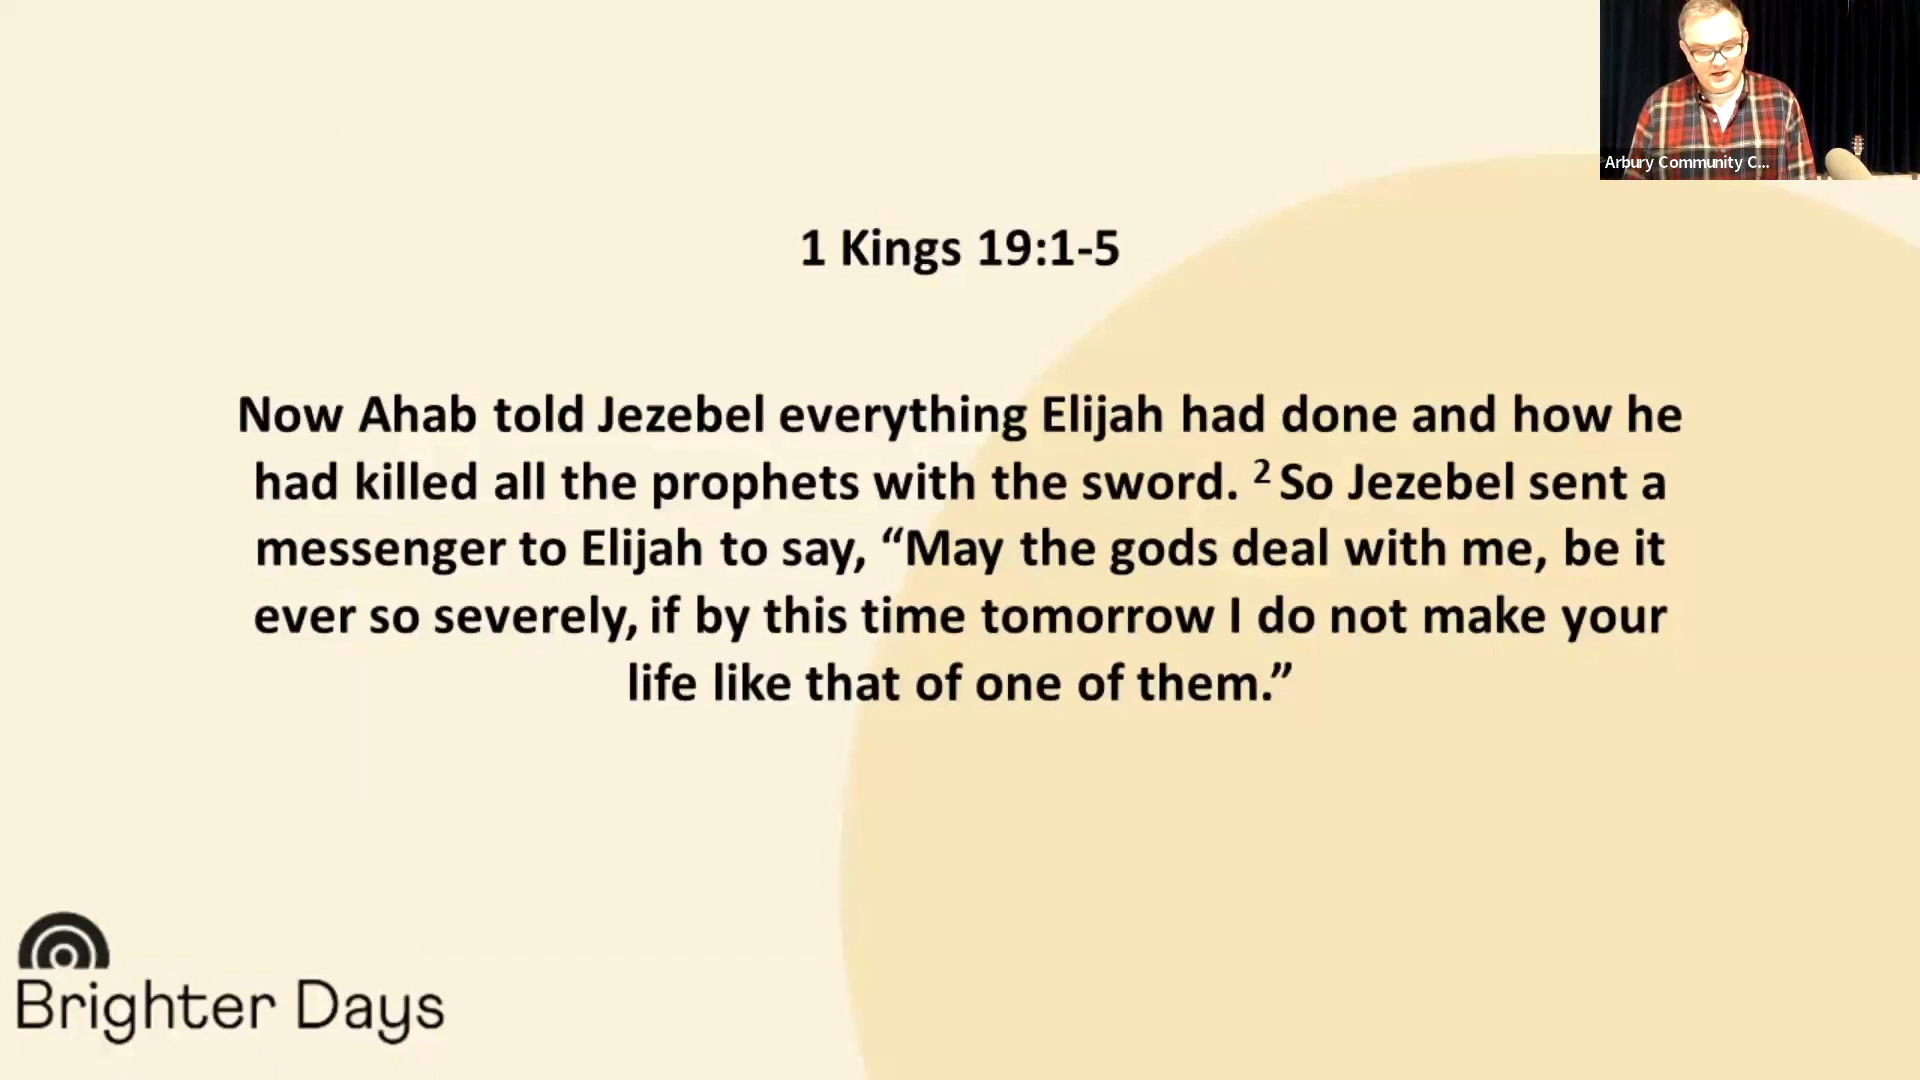 Arbury Community C...
1 Kings 19:1-5
Now Ahab told Jezebel everything Elijah had done and how he
had killed all the prophets with the sword. ² So Jezebel sent a
messenger to Elijah to say, “May the gods deal with me, be it
ever so severely, if by this time tomorrow I do not make your
life like that of one of them.”
Brighter Days